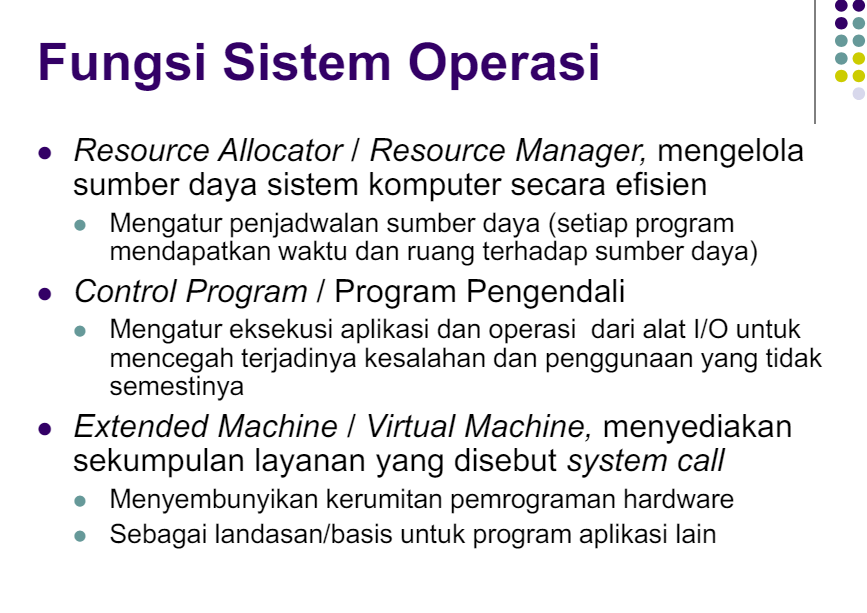 Fungsi Sistem Operasi
Resource Allocator / Resource Manager, mengelola
sumber daya sistem komputer secara efisien
Mengatur penjadwalan sumber daya (setiap program
mendapatkan waktu dan ruang terhadap sumber daya)
Control Program / Program Pengendali
Mengatur eksekusi aplikasi dan operasi dari alat I/O untuk
mencegah terjadinya kesalahan dan penggunaan yang tidak
semestinya
Extended Machine / Virtual Machine, menyediakan
sekumpulan layanan yang disebut system call
Menyembunyikan kerumitan pemrograman hardware
Sebagai landasan/basis untuk program aplikasi lain